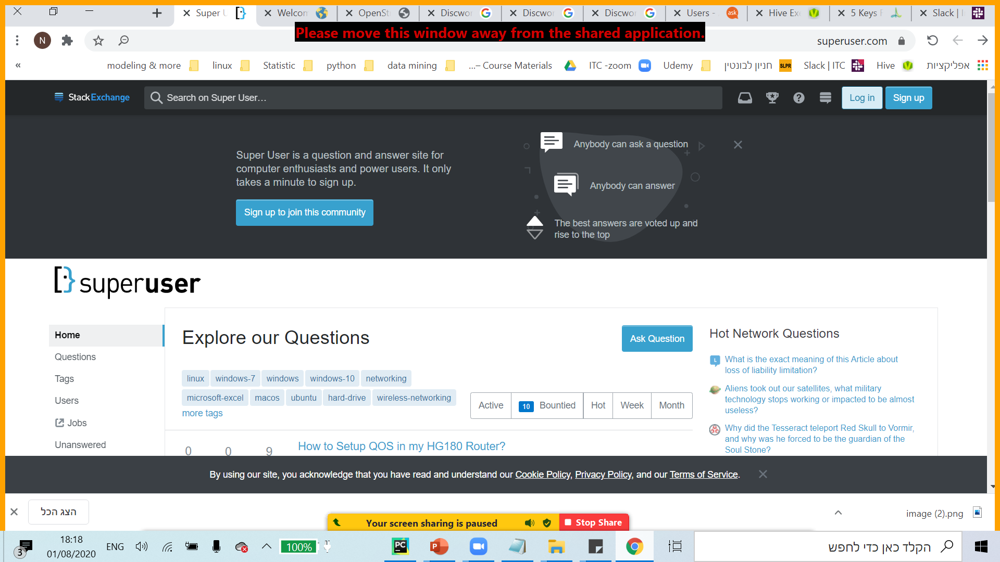 Super U
Welcom
OpenSt
Discwor
Discwor
Discwor
Users -
ask
Hive Ex
5 Keys F
Slack | I
Please move this window away from the shared application.
N
superuser.com
«
modeling & more
linux
Statistic
python
data mining
...– Course Materials
ITC -zoom
Udemy
חניון לבונטין
SLPR
Slack | ITC
Hive
אפליקציות
StackExchange
Search on Super User...
Log in
Sign up
Super User is a question and answer site for
computer enthusiasts and power users. It only
takes a minute to sign up.
Sign up to join this community
Anybody can ask a question
Anybody can answer
The best answers are voted up and
rise to the top
superuser
Home
Questions
Tags
Users
Jobs
Unanswered
Explore our Questions
Ask Question
linux
windows-7
windows
windows-10
networking
microsoft-excel
macos
ubuntu
hard-drive
wireless-networking
more tags
Active
10 Bountied
Hot
Week
Month
0
0
9
How to Setup QOS in my HG180 Router?
Hot Network Questions
What is the exact meaning of this Article about
loss of liability limitation?
Aliens took out our satellites, what military
technology stops working or impacted to be almost
useless?
Why did the Tesseract teleport Red Skull to Vormir,
and why was he forced to be the guardian of the
Soul Stone?
By using our site, you acknowledge that you have read and understand our Cookie Policy, Privacy Policy, and our Terms of Service.
הצג הכל
image (2).png
Your screen sharing is paused
Stop Share
3
18:18
01/08/2020
ENG
100%
PC
P
הקלד כאן כדי לחפש